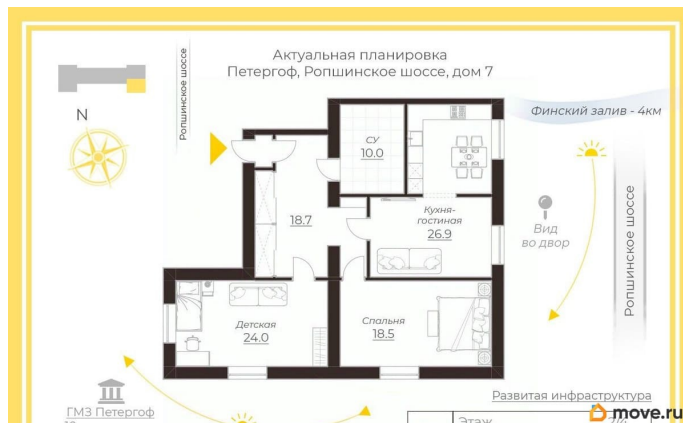 Актуальная планировка
Петергоф, Ропшинское шоссе, дом 7
Ропшинское шоссе
N
Финский залив - 4км
СУ
10.0
18.7
Кухня-
гостиная
26.9
Вид
во двор
Ропшинское шоссе
Детская
24.0
Спальня
18.5
Развитая инфраструктура
ГМЗ Петергоф
Этаж
move.ru